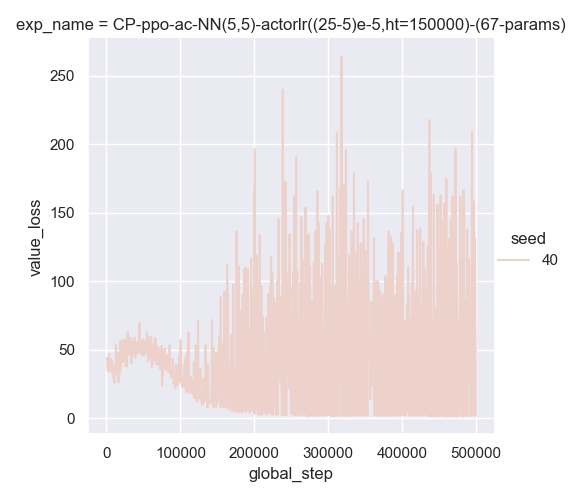 exp_name = CP-ppo-ac-NN(5,5)-actorlr((25-5)e-5,ht=150000)-(67-params)
250
200
150
100
50
0
value_loss
0 100000 200000 300000 400000 500000
global_step
seed
40